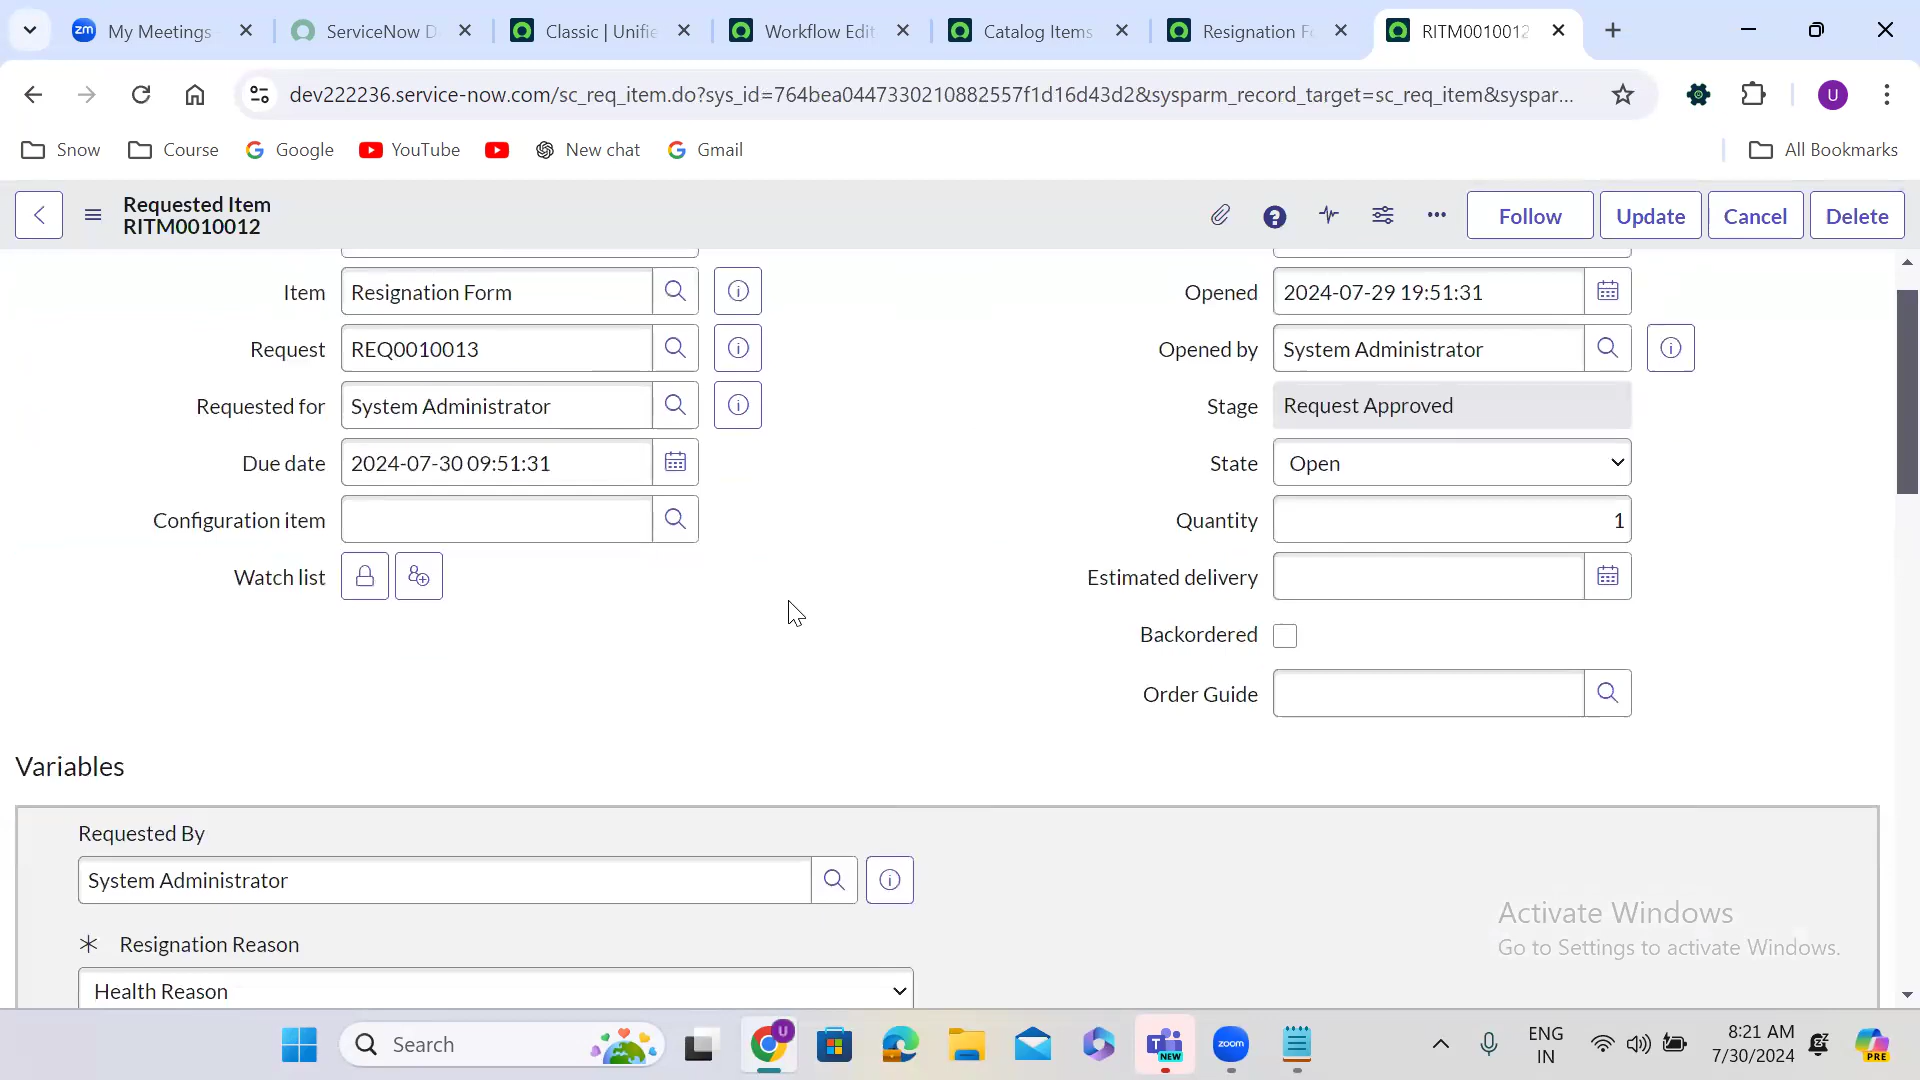 zm My Meetings
ServiceNow D
Classic | Unifie
Workflow Edit
Catalog Items
Resignation Fo
RITM0010012
dev222236.service-now.com/sc_req_item.do?sys_id=764bea0447330210882557f1d16d43d2&sysparm_record_target=sc_req_item&syspar...
U
Snow
Course
Google
YouTube
New chat
Gmail
All Bookmarks
Requested Item
RITM0010012
Follow
Update
Cancel
Delete
Item
Resignation Form
Opened
2024-07-29 19:51:31
Request
REQ0010013
Opened by
System Administrator
Requested for
System Administrator
Stage
Request Approved
Due date
2024-07-30 09:51:31
State
Open
Configuration item
Quantity
1
Watch list
Estimated delivery
Backordered
Order Guide
Variables
Requested By
System Administrator
Resignation Reason
Health Reason
Activate Windows
Go to Settings to activate Windows.
Search
U
NEW
zoom
ENG
IN
8:21 AM
7/30/2024
PRE